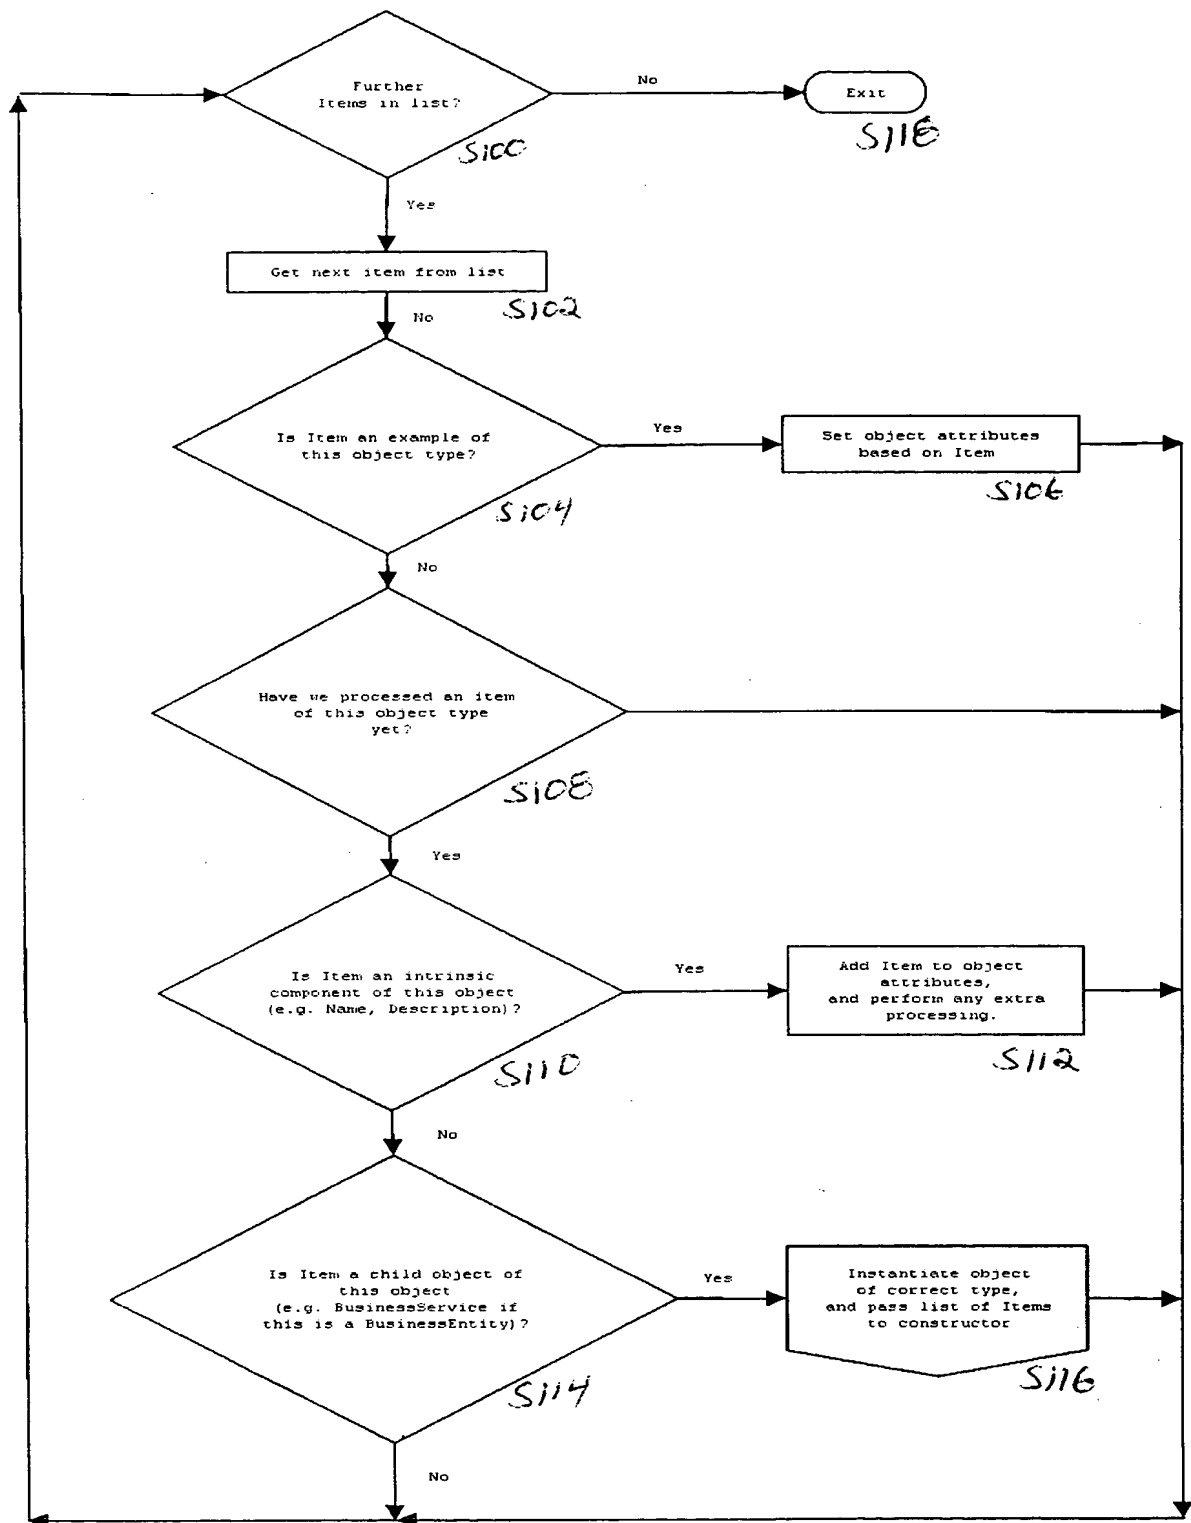 Further
Items in list?
No
Exit
S100
S118
Yes
Get next item from list
S102
No
Is Item an example of
this object type?
Yes
Set object attributes
based on Item
S104
S106
No
Have we processed an item
of this object type
yet?
S108
Yes
Is Item an intrinsic
component of this object
(e.g. Name, Description)?
Yes
Add Item to object
attributes,
and perform any extra
processing.
S110
S112
No
Is Item a child object of
this object
(e.g. BusinessService if
this is a BusinessEntity)?
Yes
Instantiate object
of correct type,
and pass list of Items
to constructor
S114
S116
No